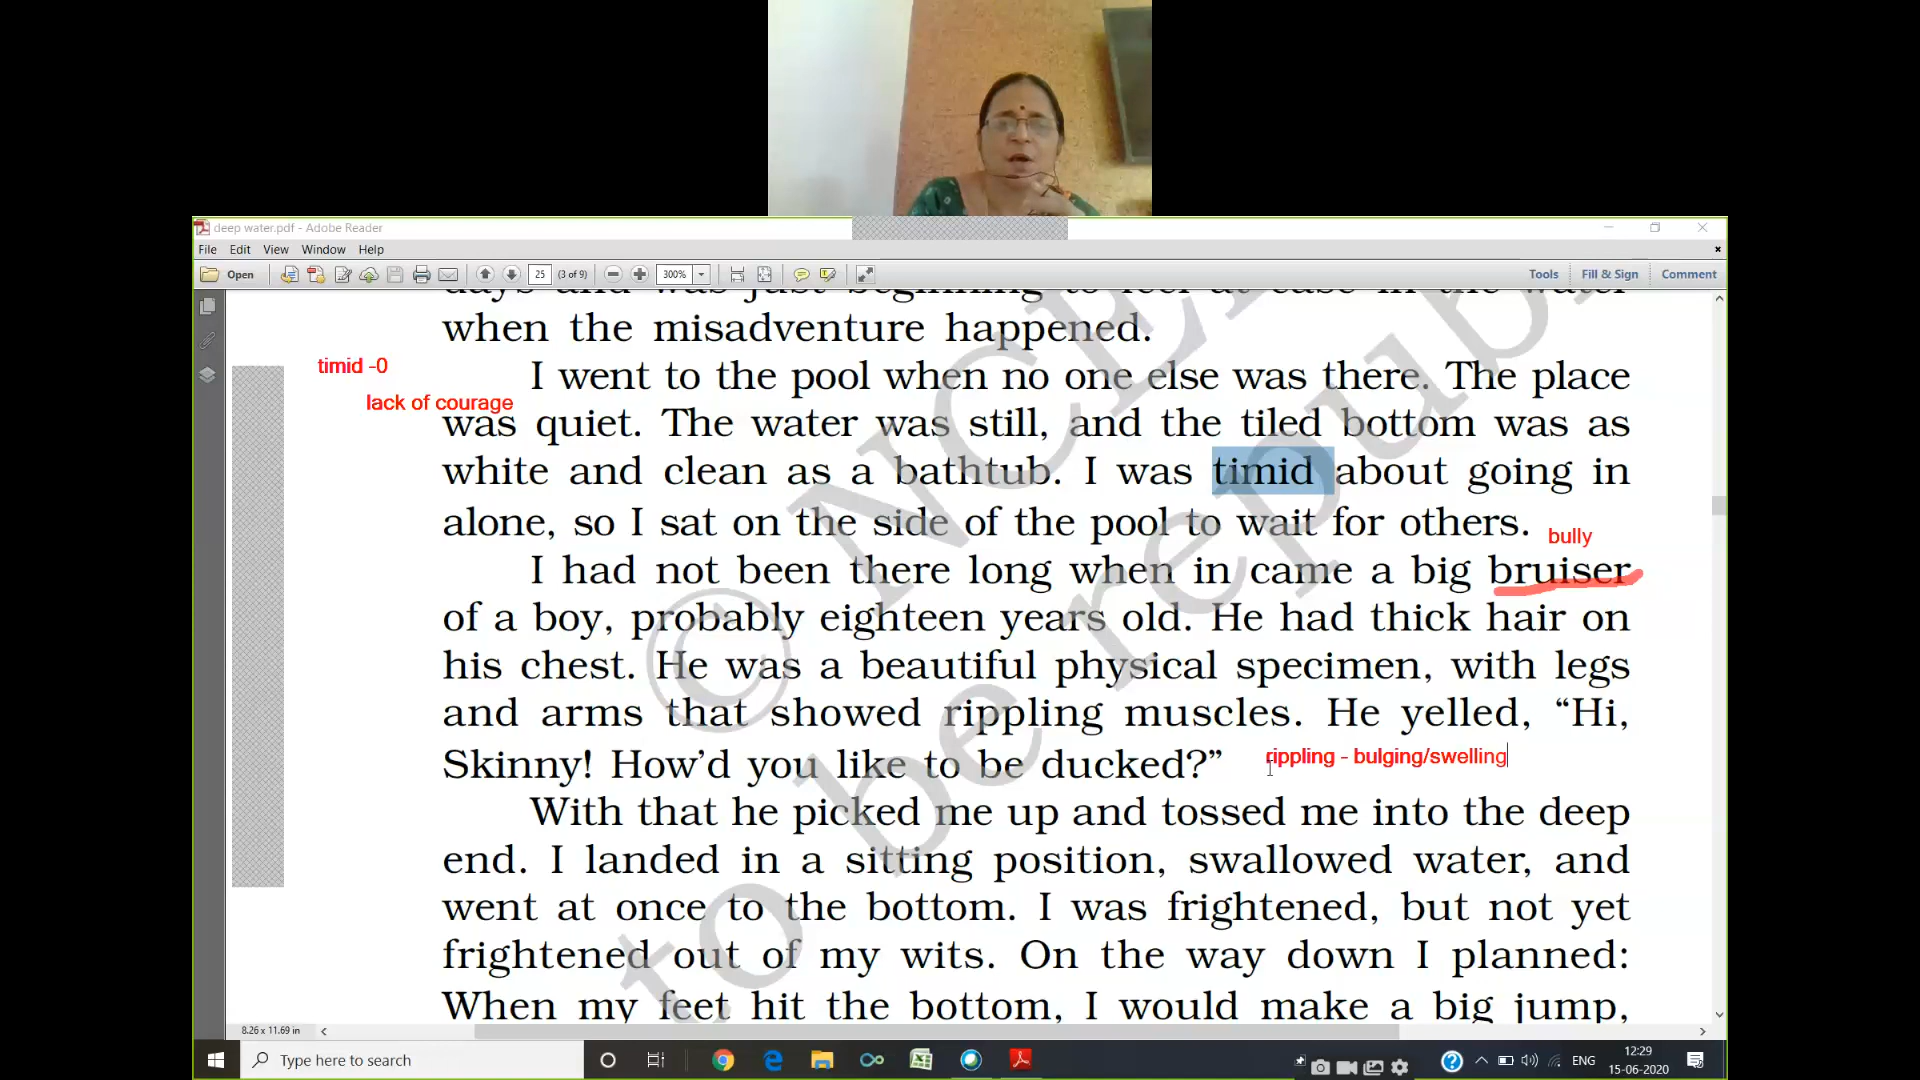 deep water.pdf - Adobe Reader
File Edit View Window Help
Open 25 (3 of 9) 300% Tools Fill & Sign Comment
when the misadventure happened.
timid -0
I went to the pool when no one else was there. The place
lack of courage
was quiet. The water was still, and the tiled bottom was as
white and clean as a bathtub. I was timid about going in
alone, so I sat on the side of the pool to wait for others.
bully
I had not been there long when in came a big bruiser
of a boy, probably eighteen years old. He had thick hair on
his chest. He was a beautiful physical specimen, with legs
and arms that showed rippling muscles. He yelled, “Hi,
Skinny! How’d you like to be ducked?”
rippling - bulging/swelling
With that he picked me up and tossed me into the deep
end. I landed in a sitting position, swallowed water, and
went at once to the bottom. I was frightened, but not yet
frightened out of my wits. On the way down I planned:
When my feet hit the bottom, I would make a big jump,
© NCE
to be republ
8.26 x 11.69 in
Type here to search
ENG
12:29
15-06-2020